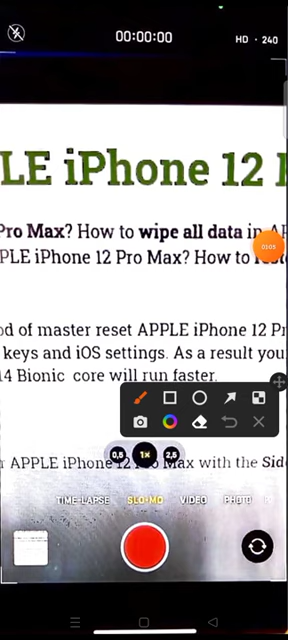 00:00:00
HD · 240
LE iPhone 12
Pro Max? How to wipe all data in AP
PLE iPhone 12 Pro Max? How to
01:05
od of master reset APPLE iPhone 12 Pr
keys and iOS settings. As a result you
14 Bionic core will run faster.
0,5 1× 2,5
APPLE iPhone 12 Pro Max with the Side
TIME-LAPSE SLO-MO VIDEO PHOTO